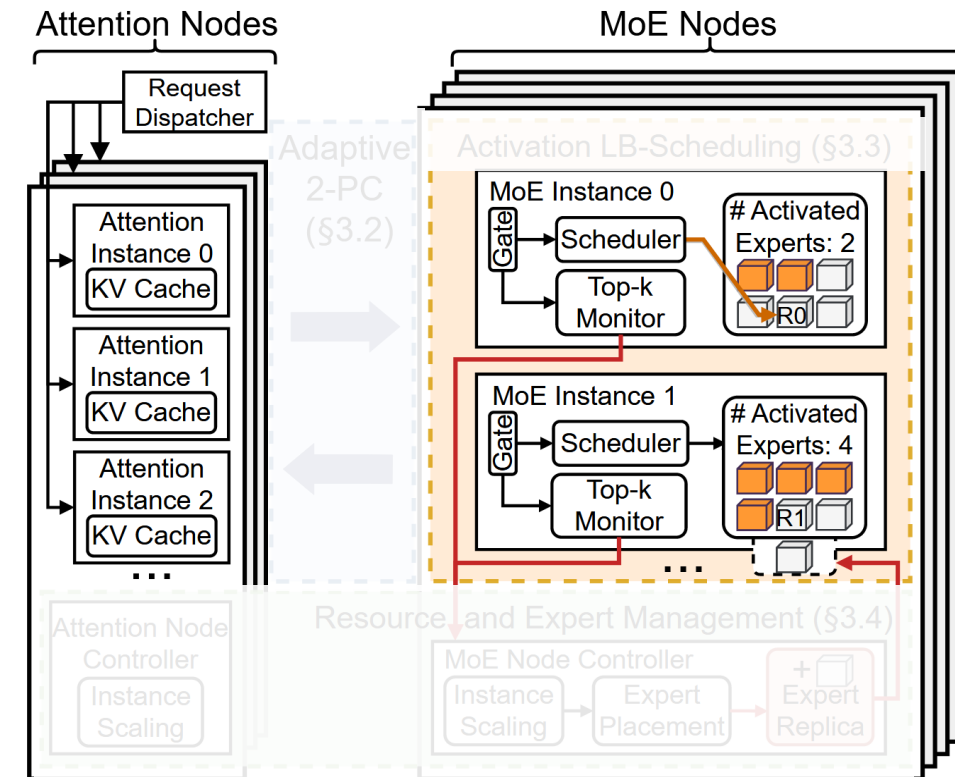 Attention Nodes
MoE Nodes
Request
Dispatcher
Adaptive
2-PC
(§3.2)
Activation LB-Scheduling (§3.3)
Attention
Instance 0
KV Cache
Attention
Instance 1
KV Cache
Attention
Instance 2
KV Cache
...
MoE Instance 0
Gate
Scheduler
Top-k
Monitor
# Activated
Experts: 2
R0
MoE Instance 1
Gate
Scheduler
Top-k
Monitor
# Activated
Experts: 4
R1
...
Resource and Expert Management (§3.4)
Attention Node
Controller
Instance
Scaling
MoE Node Controller
Instance
Scaling
Expert
Placement
+
Expert
Replica